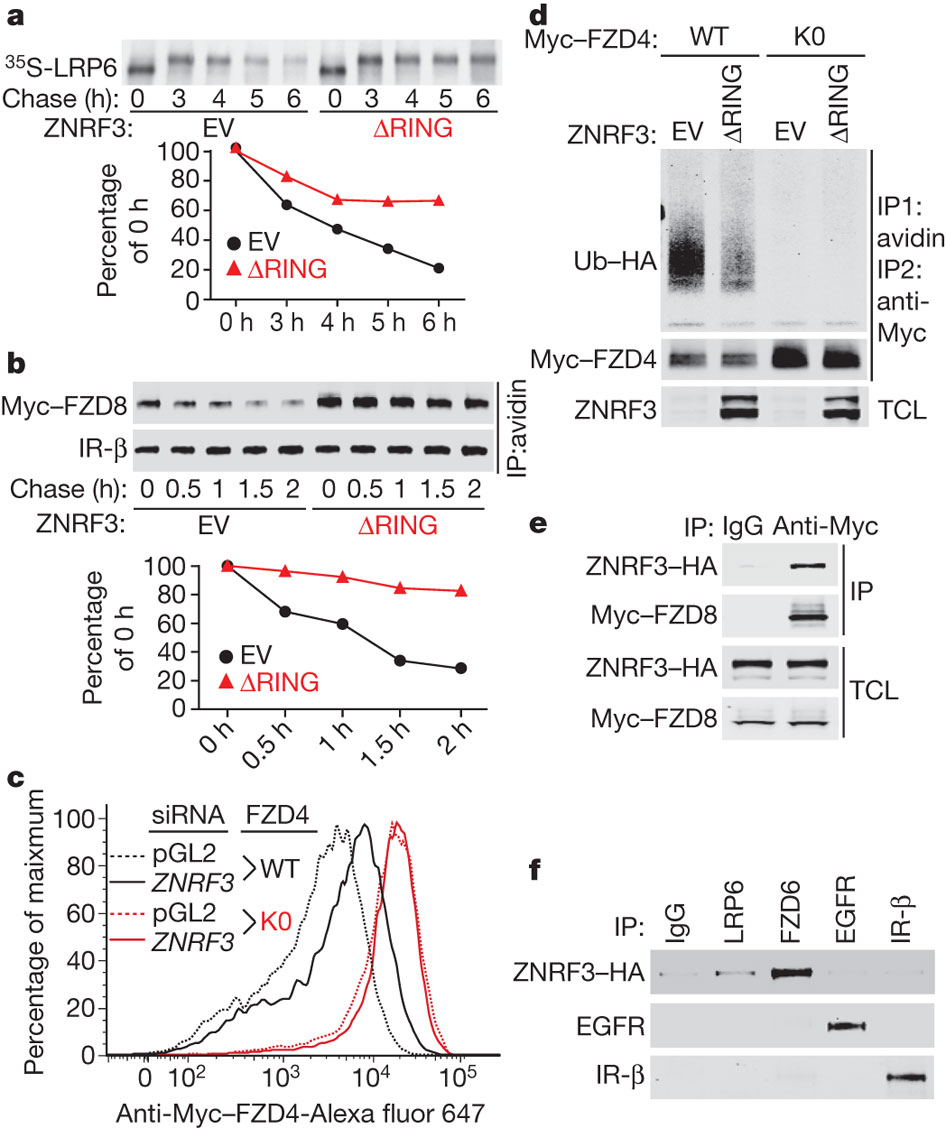 a
35S-LRP6
Chase (h): 0 3 4 5 6 0 3 4 5 6
ZNRF3: EV ΔRING
Percentage of 0 h
100
80
60
40
20
0
EV
ΔRING
0 h 3 h 4 h 5 h 6 h
b
Myc–FZD8
IR-β
IP:avidin
Chase (h): 0 0.5 1 1.5 2 0 0.5 1 1.5 2
ZNRF3: EV ΔRING
Percentage of 0 h
100
80
60
40
20
0
EV
ΔRING
0 h 0.5 h 1 h 1.5 h 2 h
c
Percentage of maixmum
100
80
60
40
20
0
siRNA FZD4
pGL2
ZNRF3
WT
pGL2
ZNRF3
K0
0 10² 10³ 10⁴ 10⁵
Anti-Myc–FZD4-Alexa fluor 647
d
Myc–FZD4: WT K0
ZNRF3: EV ΔRING EV ΔRING
Ub–HA
Myc–FZD4
IP1:
avidin
IP2:
anti-
Myc
ZNRF3 TCL
e
IP: IgG Anti-Myc
ZNRF3–HA
Myc–FZD8
IP
ZNRF3–HA
Myc–FZD8
TCL
f
IP: IgG LRP6 FZD6 EGFR IR-β
ZNRF3–HA
EGFR
IR-β